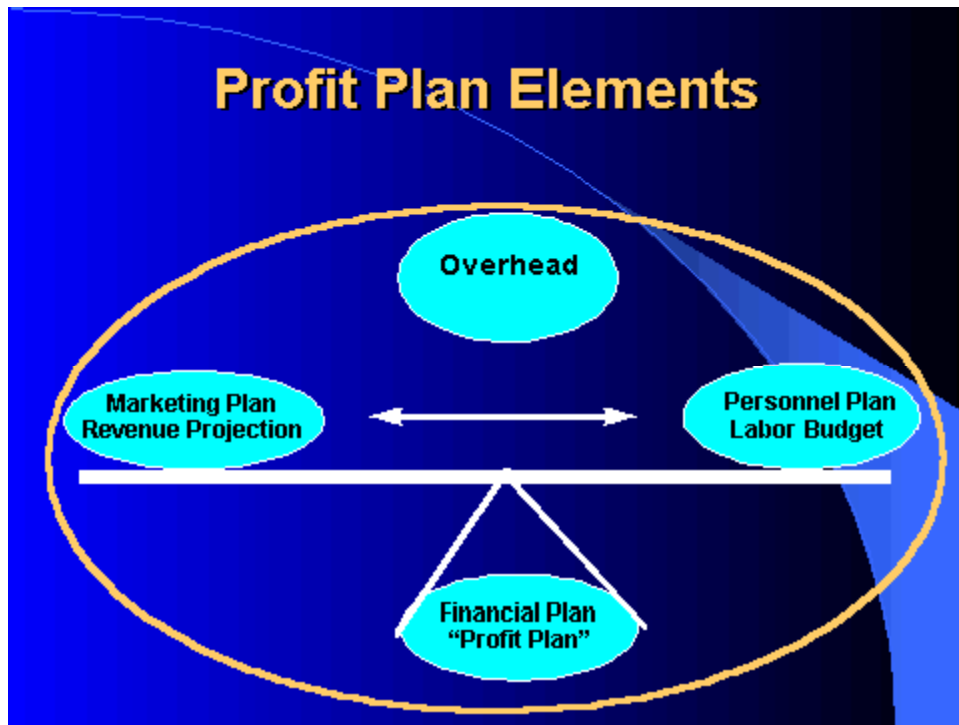 Profit Plan Elements
Overhead
Marketing Plan
Revenue Projection
Personnel Plan
Labor Budget
Financial Plan
“Profit Plan”